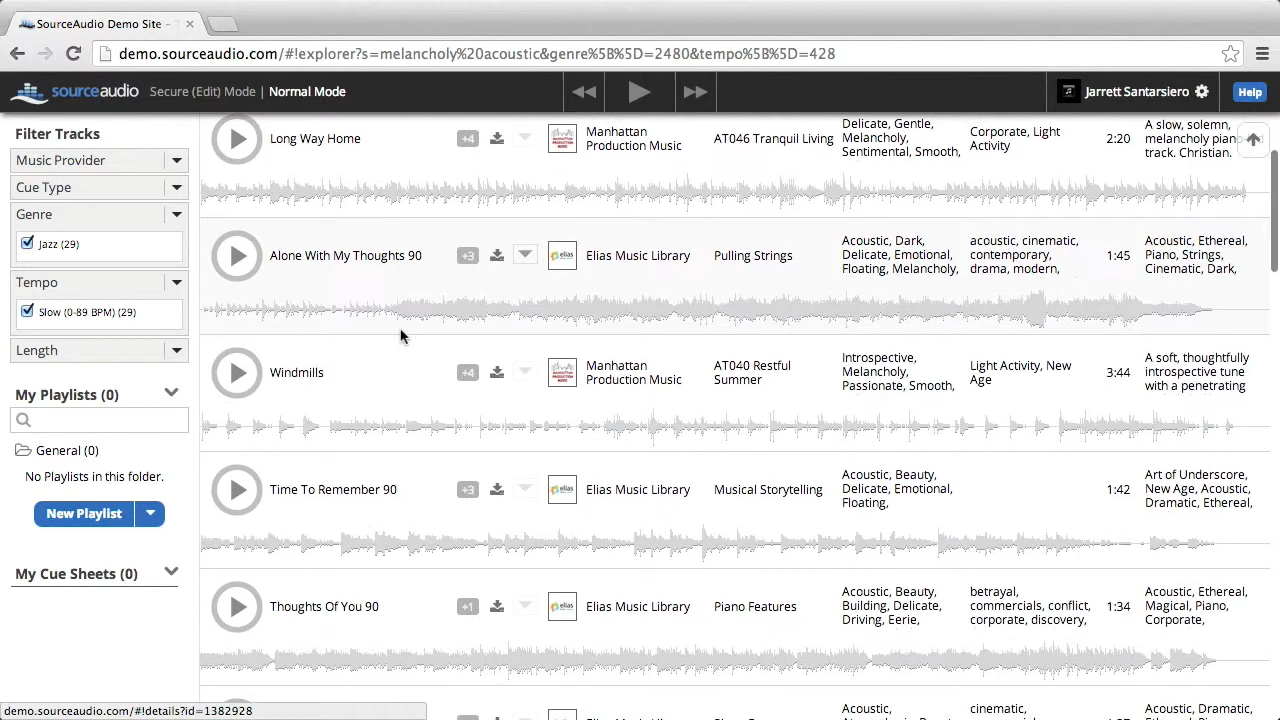 SourceAudio Demo Site -
demo.sourceaudio.com/#!explorer?s=melancholy%20acoustic&genre%5B%5D=2480&tempo%5B%5D=428
sourceaudio Secure (Edit) Mode | Normal Mode
Jarrett Santarsiero
Help
Filter Tracks
Music Provider
Cue Type
Genre
Jazz (29)
Tempo
Slow (0-89 BPM) (29)
Length
My Playlists (0)
General (0)
No Playlists in this folder.
New Playlist
My Cue Sheets (0)
Long Way Home
+4
Manhattan
Production Music
AT046 Tranquil Living
Delicate, Gentle,
Melancholy,
Sentimental, Smooth,
Corporate, Light
Activity
2:20
A slow, solemn,
melancholy piano
track. Christian.
Alone With My Thoughts 90
+3
elias
Elias Music Library
Pulling Strings
Acoustic, Dark,
Delicate, Emotional,
Floating, Melancholy,
acoustic, cinematic,
contemporary,
drama, modern,
1:45
Acoustic, Ethereal,
Piano, Strings,
Cinematic, Dark,
Windmills
+4
Manhattan
Production Music
AT040 Restful
Summer
Introspective,
Melancholy,
Passionate, Smooth,
Light Activity, New
Age
3:44
A soft, thoughtfully
introspective tune
with a penetrating
Time To Remember 90
+3
elias
Elias Music Library
Musical Storytelling
Acoustic, Beauty,
Delicate, Emotional,
Floating,
1:42
Art of Underscore
New Age, Acoustic,
Dramatic, Ethereal,
Thoughts Of You 90
+1
elias
Elias Music Library
Piano Features
Acoustic, Beauty,
Building, Delicate,
Driving, Eerie,
betrayal,
commercials, conflict,
corporate, discovery,
1:34
Acoustic, Ethereal,
Magical, Piano,
Corporate,
Acoustic,
cinematic,
Acoustic, Dramatic,
demo.sourceaudio.com/#!details?id=1382928